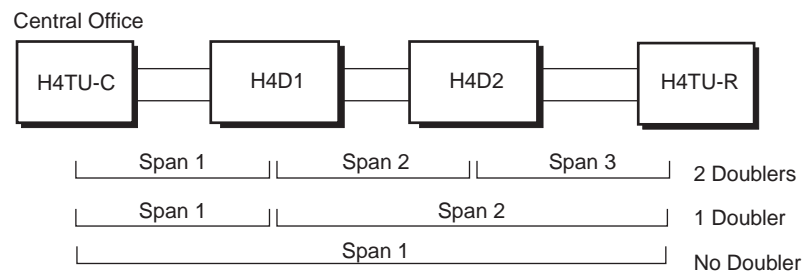 Central Office
H4TU-C H4D1 H4D2 H4TU-R
Span 1 Span 2 Span 3 2 Doublers
Span 1 Span 2 1 Doubler
Span 1 No Doubler